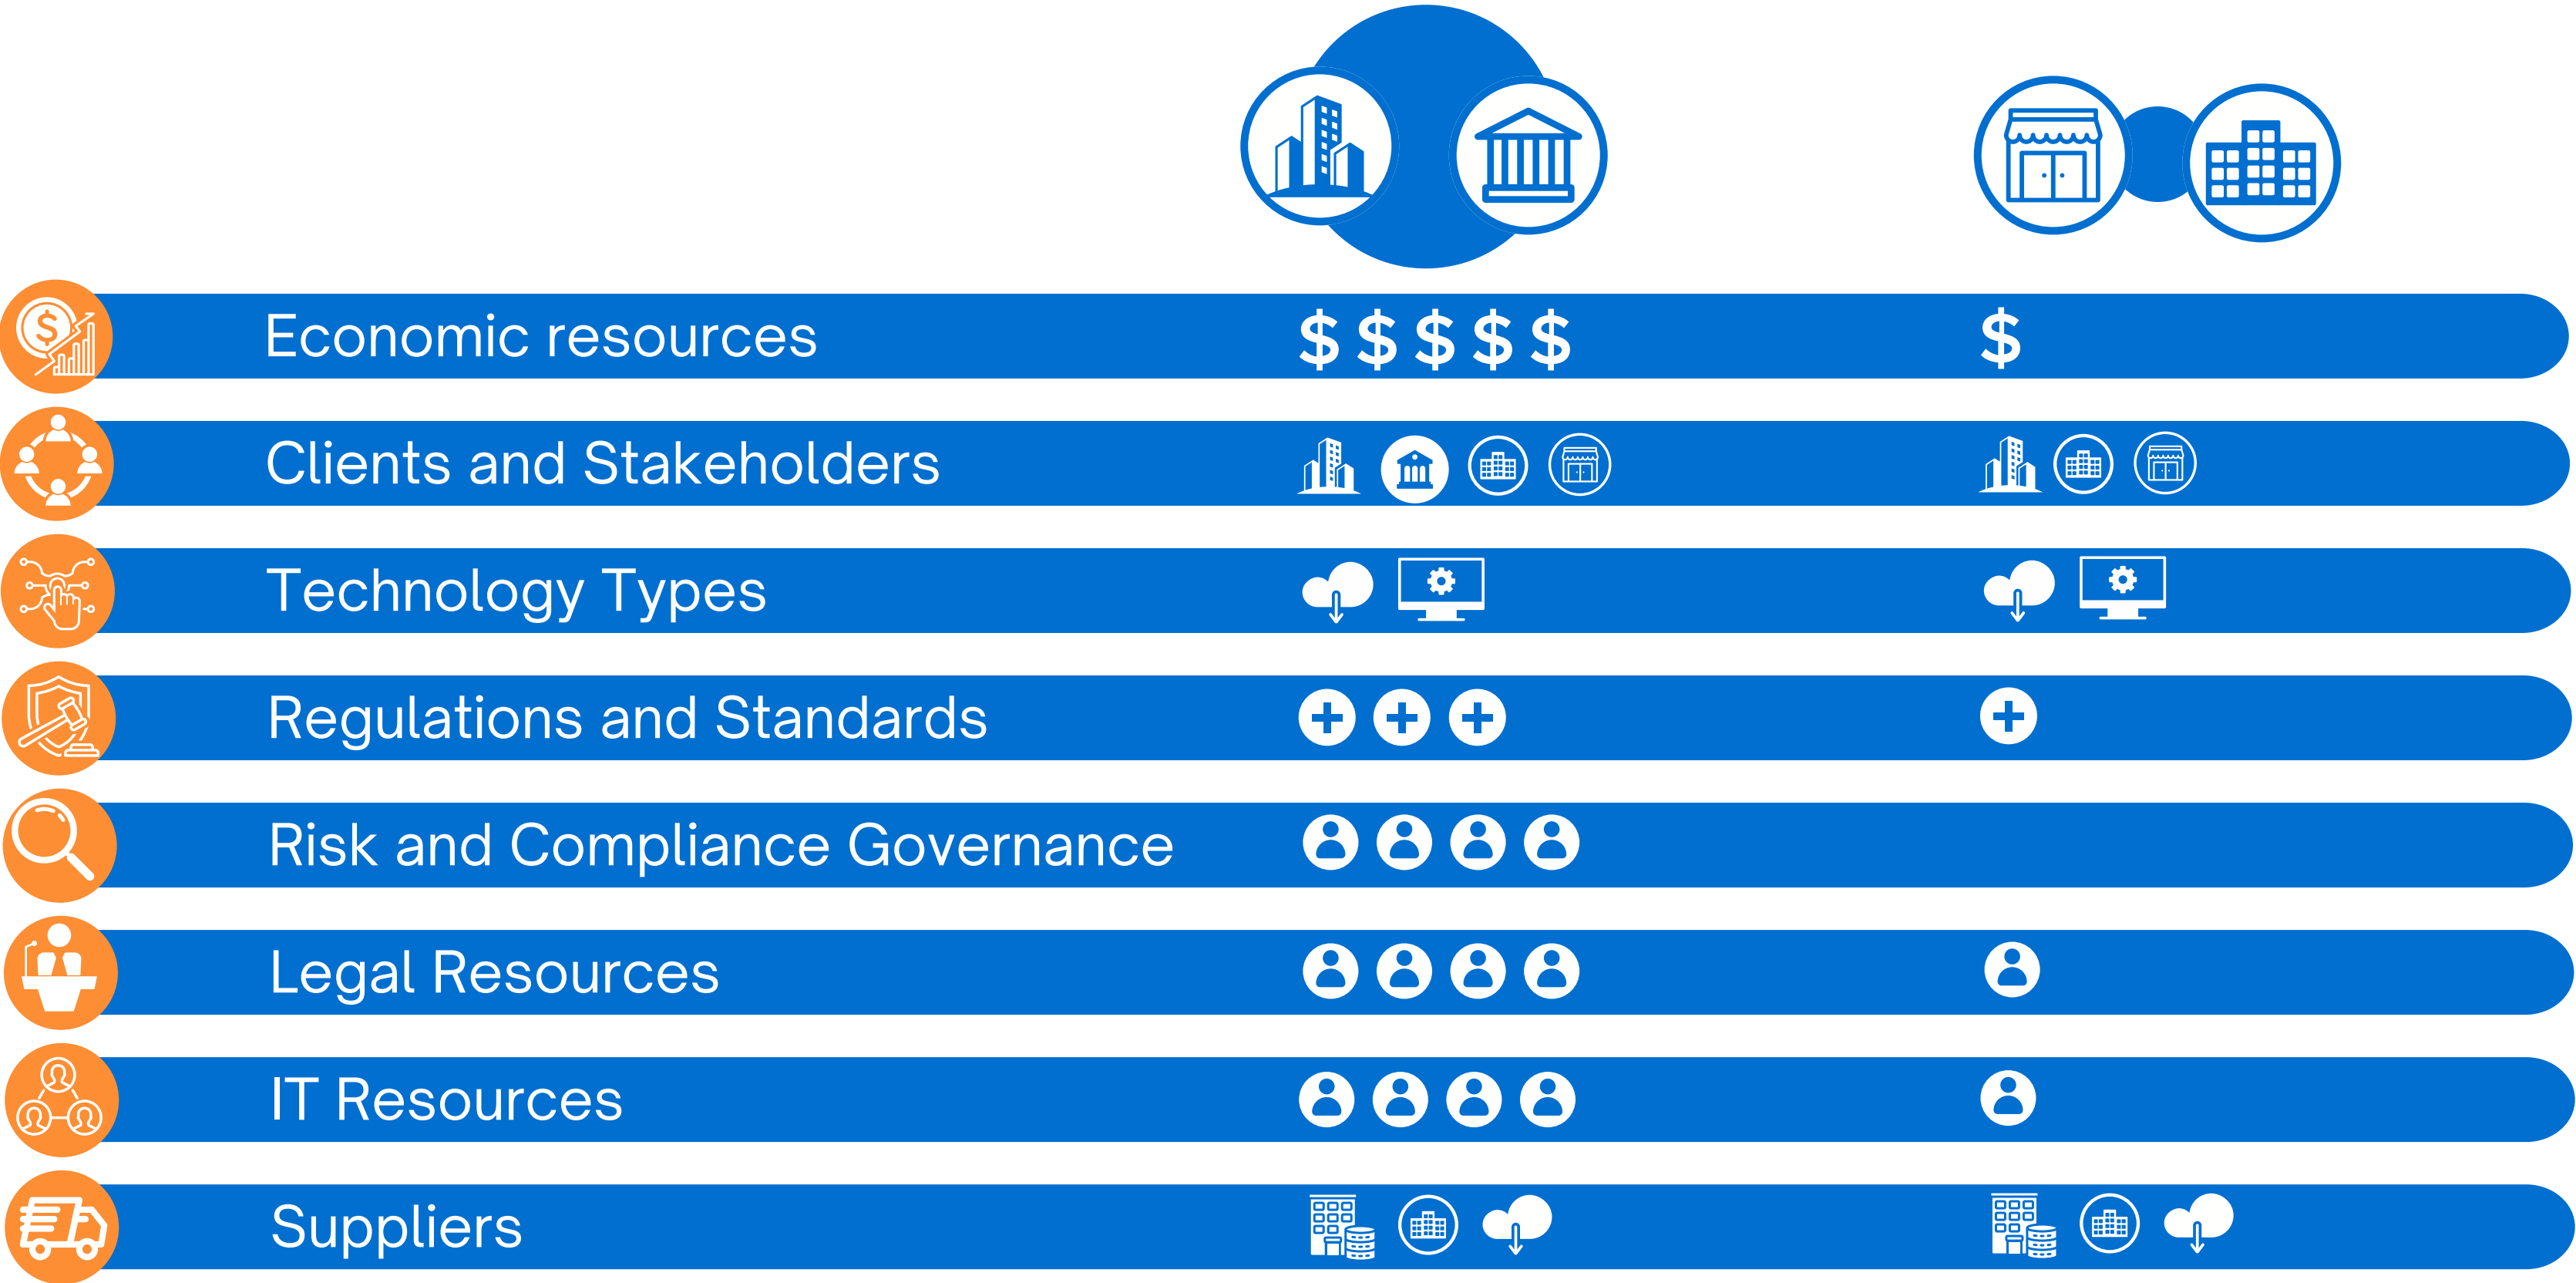 Economic resources $ $ $ $ $ $
Clients and Stakeholders
Technology Types
Regulations and Standards
Risk and Compliance Governance
Legal Resources
IT Resources
Suppliers